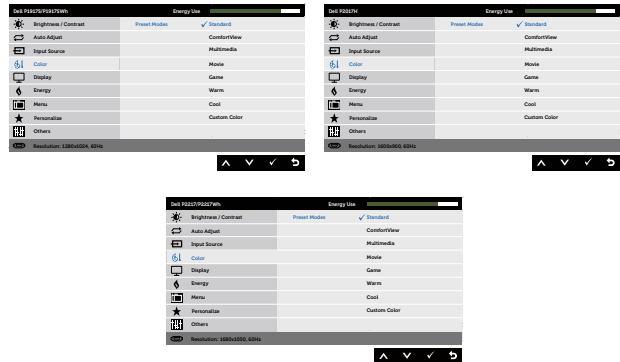 Dell P1917S/P1917SWh Energy Use
Brightness / Contrast Preset Modes ✓ Standard
Auto Adjust ComfortView
Input Source Multimedia
Color Movie
Display Game
Energy Warm
Menu Cool
Personalize Custom Color
Others
Resolution: 1280x1024, 60Hz
Dell P2017H Energy Use
Brightness / Contrast Preset Modes ✓ Standard
Auto Adjust ComfortView
Input Source Multimedia
Color Movie
Display Game
Energy Warm
Menu Cool
Personalize Custom Color
Others
Resolution: 1600x900, 60Hz
Dell P2217/P2217Wh Energy Use
Brightness / Contrast Preset Modes ✓ Standard
Auto Adjust ComfortView
Input Source Multimedia
Color Movie
Display Game
Energy Warm
Menu Cool
Personalize Custom Color
Others
Resolution: 1680x1050, 60Hz